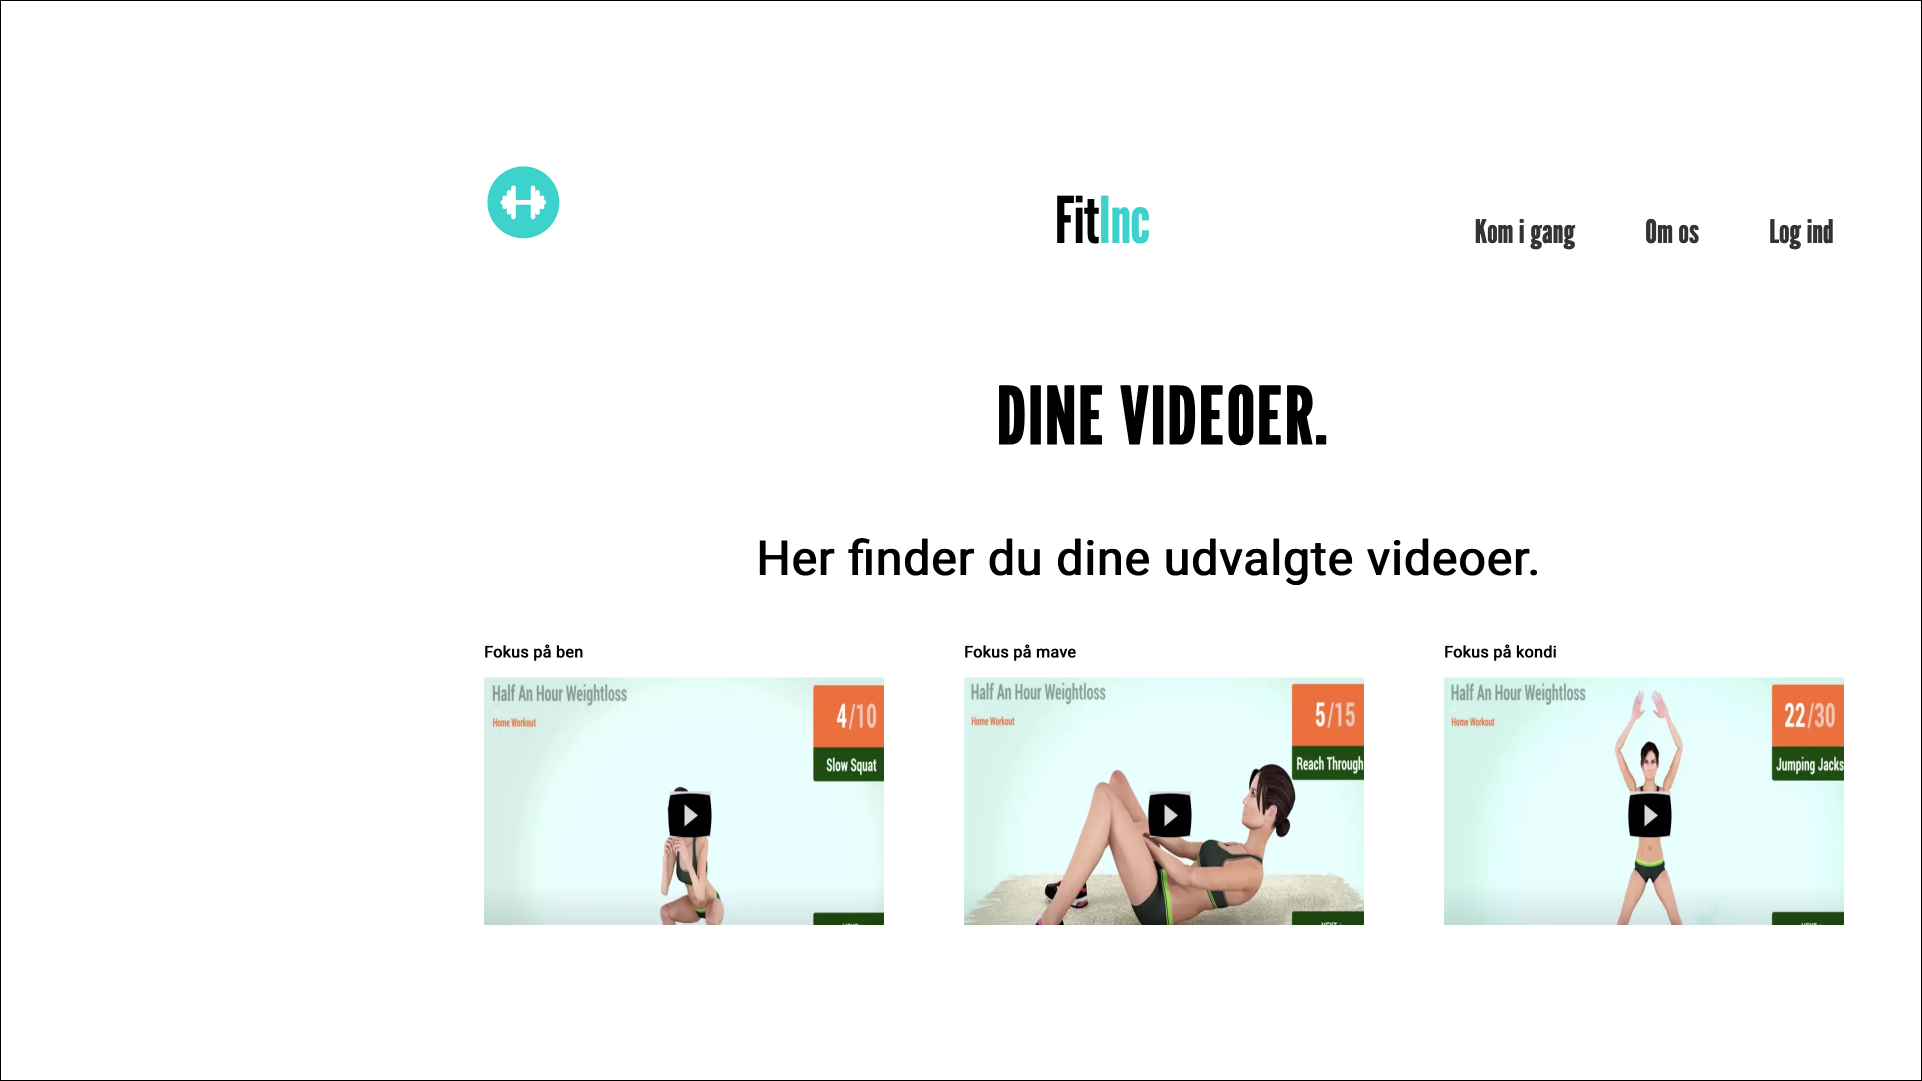 FitInc
Kom i gang
Om os
Log ind
DINE VIDEOER.
Her finder du dine udvalgte videoer.
Fokus på ben
Half An Hour Weightloss
4/10
Home Workout
Slow Squat
Fokus på mave
Half An Hour Weightloss
5/15
Home Workout
Reach Through
Fokus på kondi
Half An Hour Weightloss
22/30
Home Workout
Jumping Jacks